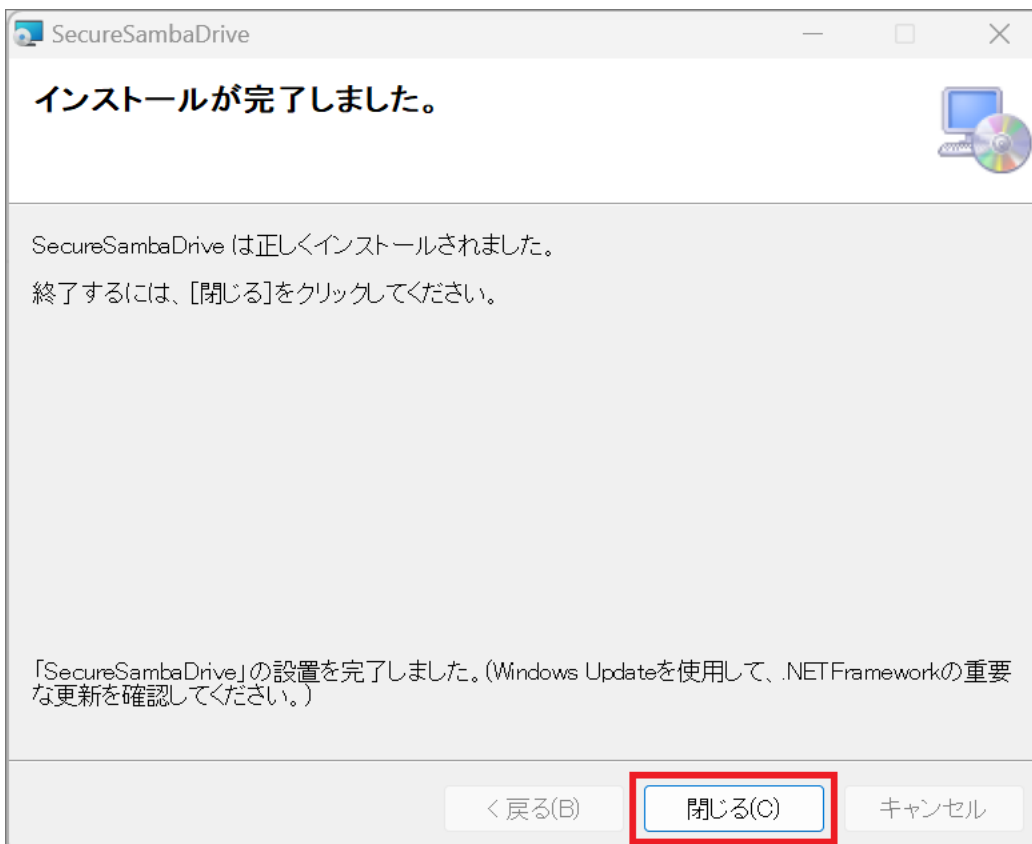 SecureSambaDrive
インストールが完了しました。
SecureSambaDrive は正しくインストールされました。
終了するには、[閉じる]をクリックしてください。
「SecureSambaDrive」の設置を完了しました。(Windows Updateを使用して、.NETFrameworkの重要
な更新を確認してください。)
< 戻る(B)
閉じる(C)
キャンセル